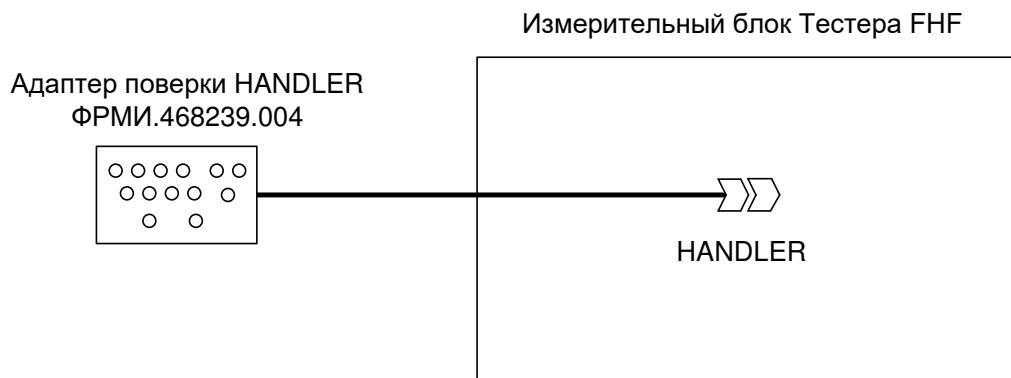 Измерительный блок Тестера FHF
Адаптер поверки HANDLER
ФРМИ.468239.004
HANDLER